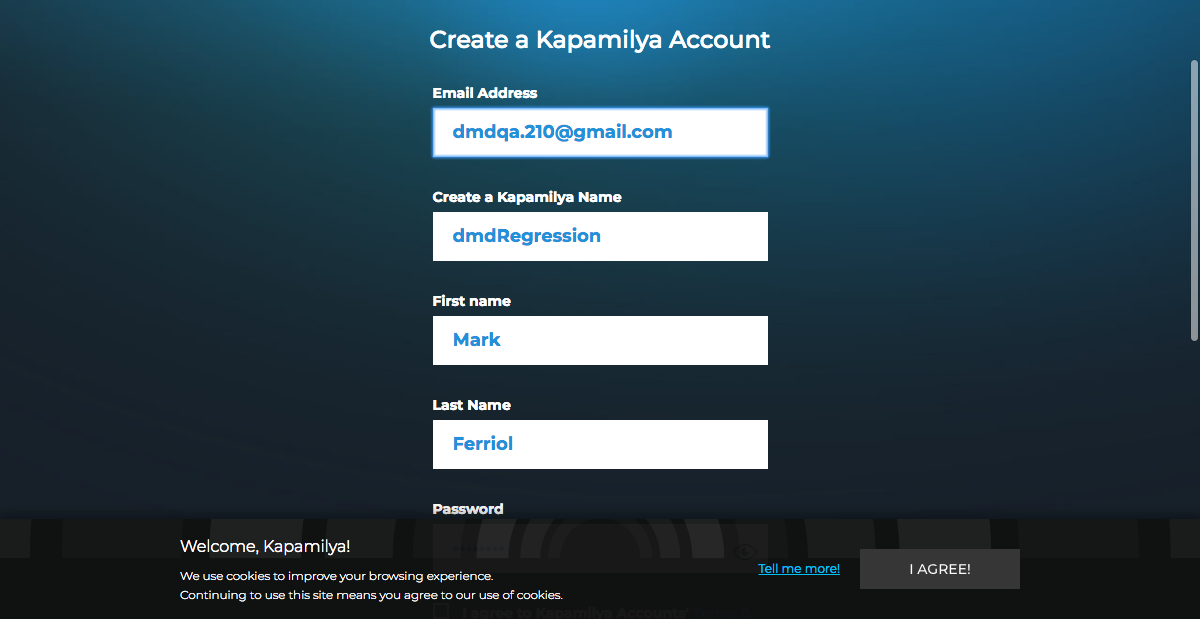 Create a Kapamilya Account
Email Address
dmdqa.210@gmail.com
Create a Kapamilya Name
dmdRegression
First name
Mark
Last Name
Ferriol
Password
Welcome, Kapamilya!
We use cookies to improve your browsing experience.
Continuing to use this site means you agree to our use of cookies.
Tell me more!
I AGREE!
I agree to Kapamilya Accounts'